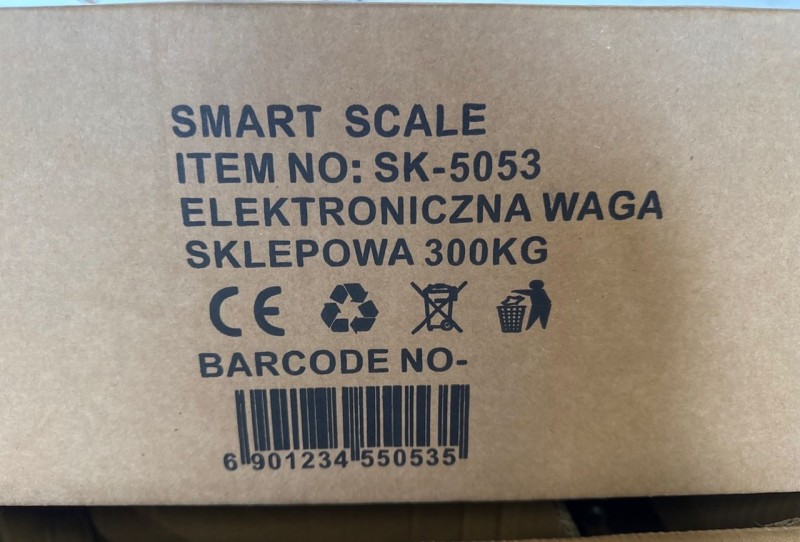 SMART SCALE
ITEM NO: SK-5053
ELEKTRONICZNA WAGA
SKLEPOWA 300KG
CE
BARCODE NO-
6 901234 550535